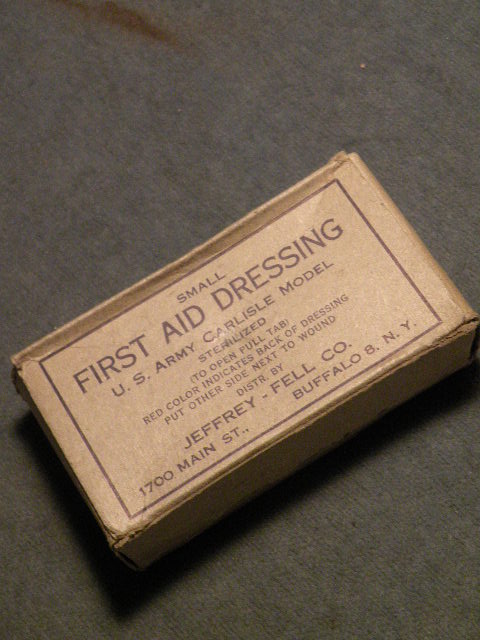 SMALL
FIRST AID DRESSING
U. S. ARMY CARLISLE MODEL
STERILIZED
(TO OPEN PULL TAB)
RED COLOR INDICATES BACK OF DRESSING
PUT OTHER SIDE NEXT TO WOUND
DISTR. BY
JEFFREY - FELL CO.
1700 MAIN ST., BUFFALO 8, N. Y.